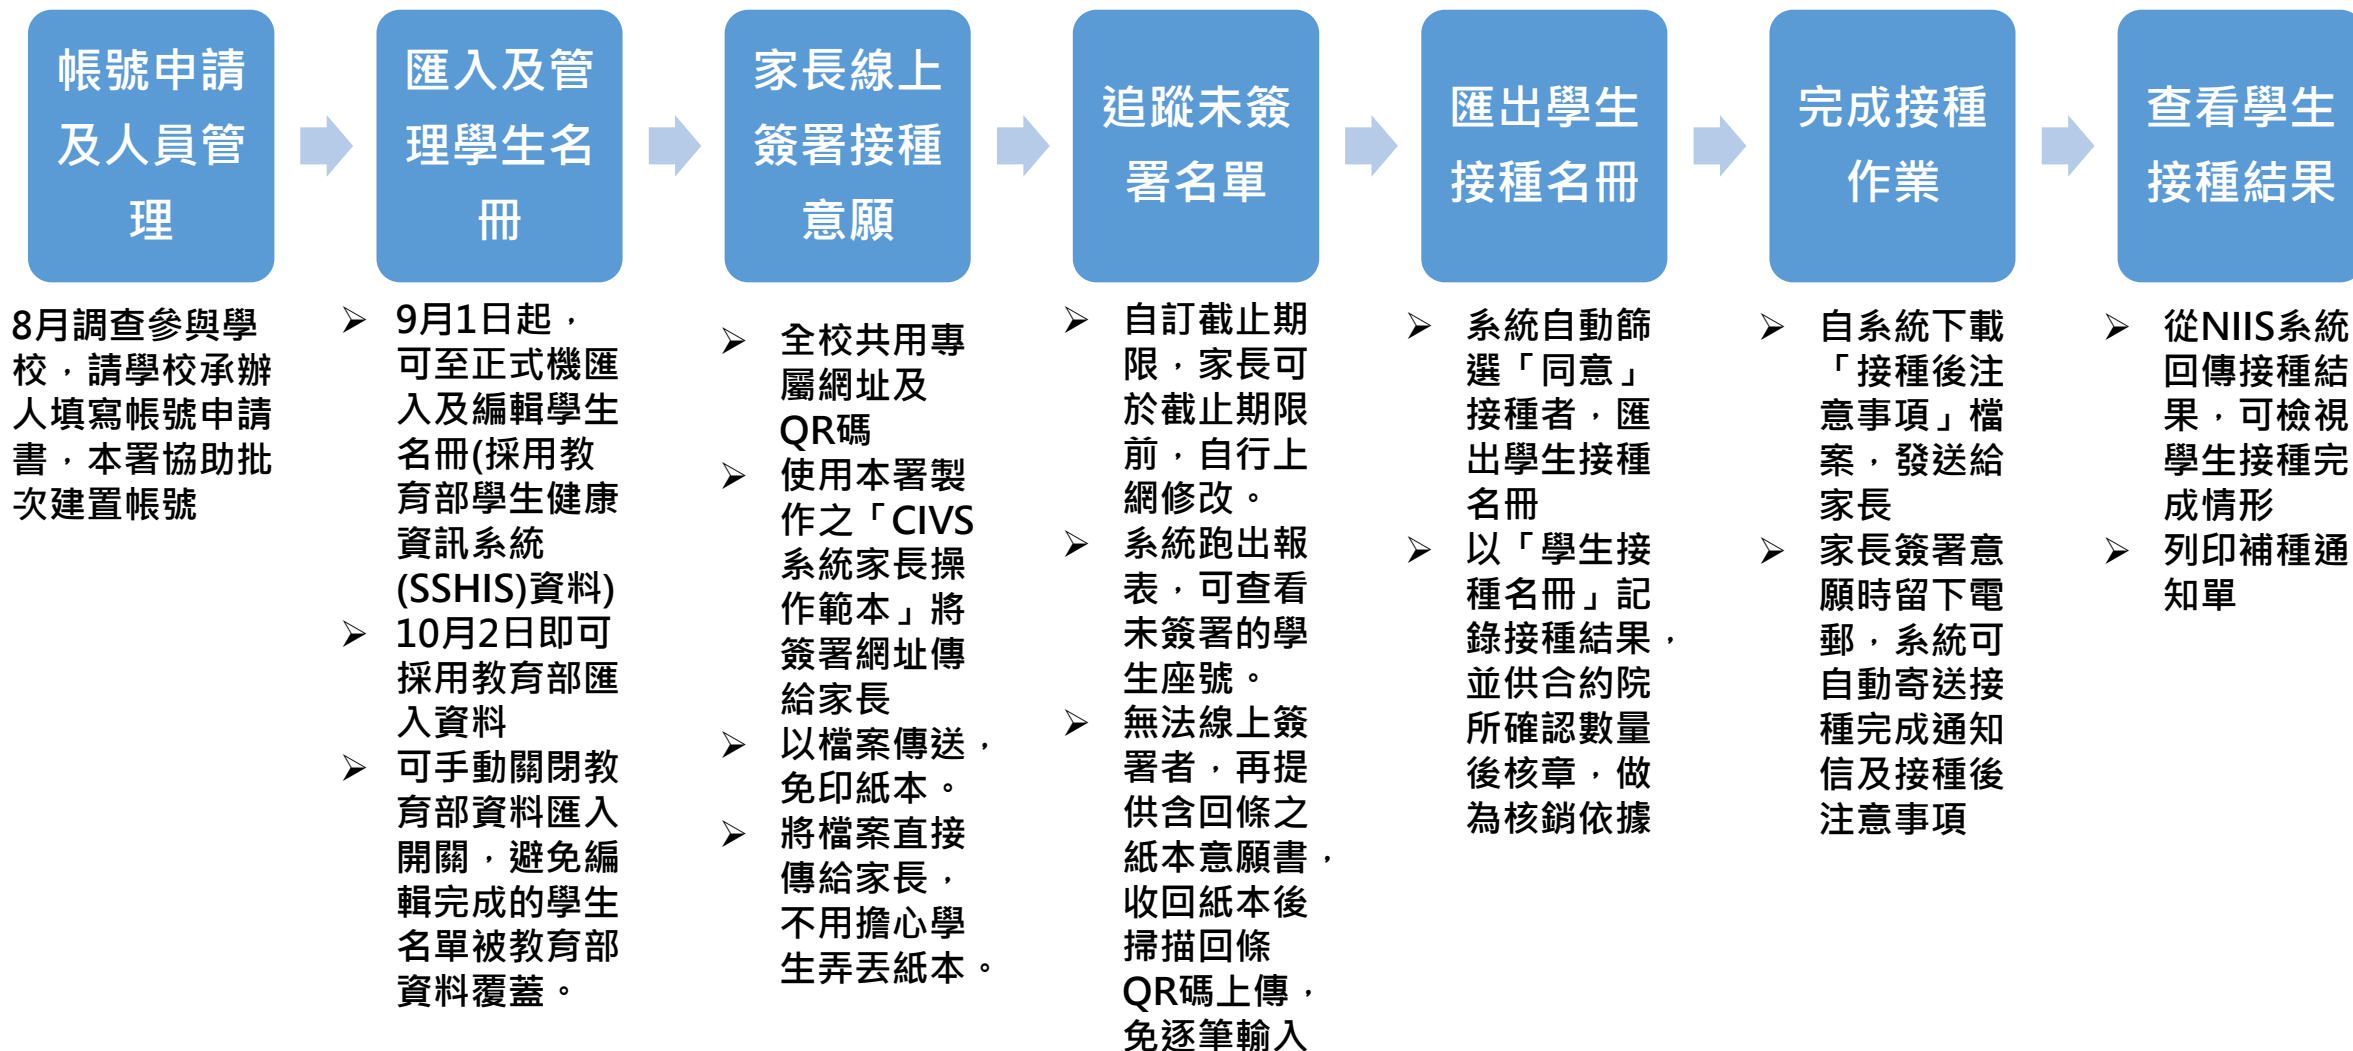 帳號申請
及人員管
理
匯入及管
理學生名
冊
家長線上
簽署接種
意願
追蹤未簽
署名單
匯出學生
接種名冊
完成接種
作業
查看學生
接種結果
8月調查參與學
校，請學校承辦
人填寫帳號申請
書，本署協助批
次建置帳號
➢ 9月1日起，
可至正式機匯
入及編輯學生
名冊(採用教
育部學生健康
資訊系統
(SSHIS)資料)
➢ 10月2日即可
採用教育部匯
入資料
➢ 可手動關閉教
育部資料匯入
開關，避免編
輯完成的學生
名單被教育部
資料覆蓋。
➢ 全校共用專
屬網址及
QR碼
➢ 使用本署製
作之「CIVS
系統家長操
作範本」將
簽署網址傳
給家長
➢ 以檔案傳送，
免印紙本。
➢ 將檔案直接
傳給家長，
不用擔心學
生弄丟紙本。
➢ 自訂截止期
限，家長可
於截止期限
前，自行上
網修改。
➢ 系統跑出報
表，可查看
未簽署的學
生座號。
➢ 無法線上簽
署者，再提
供含回條之
紙本意願書，
收回紙本後
掃描回條
QR碼上傳，
免逐筆輸入
➢ 系統自動篩
選「同意」
接種者，匯
出學生接種
名冊
➢ 以「學生接
種名冊」記
錄接種結果，
並供合約院
所確認數量
後核章，做
為核銷依據
➢ 自系統下載
「接種後注
意事項」檔
案，發送給
家長
➢ 家長簽署意
願時留下電
郵，系統可
自動寄送接
種完成通知
信及接種後
注意事項
➢ 從NIIS系統
回傳接種結
果，可檢視
學生接種完
成情形
➢ 列印補種通
知單